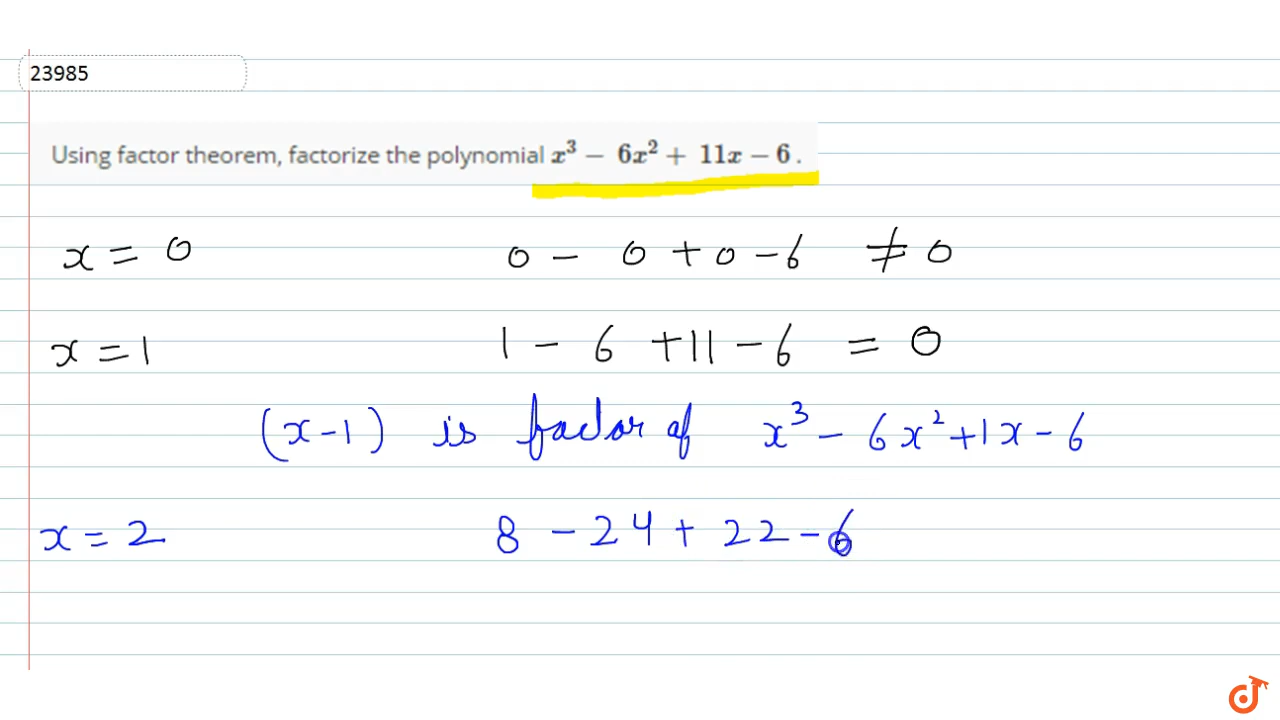 23985
Using factor theorem, factorize the polynomial x³ − 6x² + 11x − 6 .
x = 0 0 − 0 + 0 − 6 ≠ 0
x = 1 1 − 6 + 11 − 6 = 0
(x−1) is factor of x³ − 6x² + 1x − 6
x = 2 8 − 24 + 22 − 6